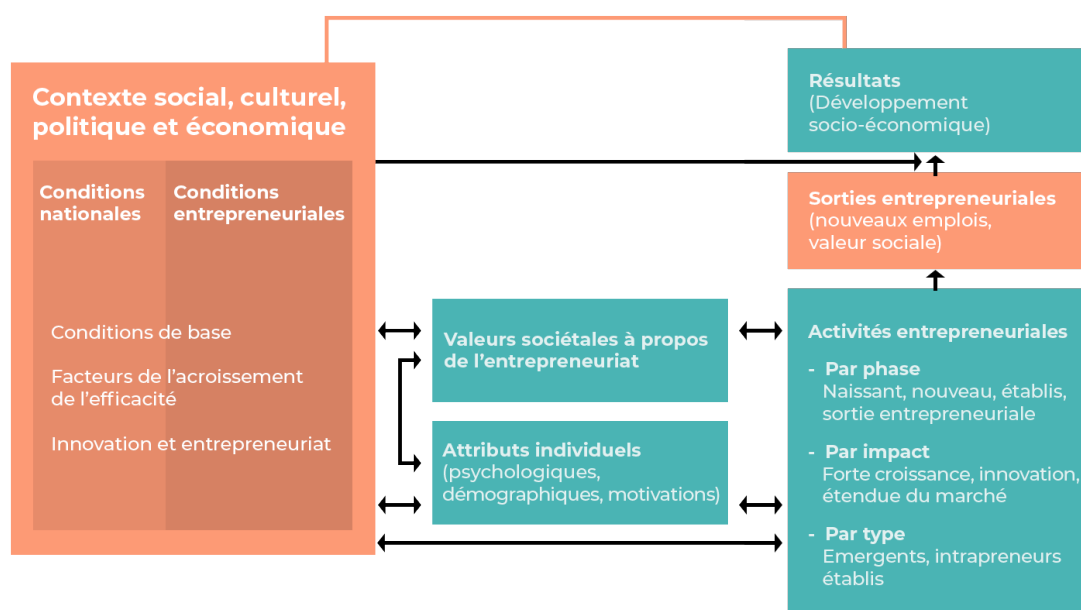 Contexte social, culturel,
politique et économique
Conditions
nationales
Conditions
entrepreneuriales
Conditions de base
Facteurs de l'acroissement
de l'efficacité
Innovation et entrepreneuriat
Valeurs sociétales à propos
de l'entrepreneuriat
Attributs individuels
(psychologiques,
démographiques, motivations)
Résultats
(Développement
socio-économique)
Sorties entrepreneuriales
(nouveaux emplois,
valeur sociale)
Activités entrepreneuriales
- Par phase
Naissant, nouveau, établis,
sortie entrepreneuriale
- Par impact
Forte croissance, innovation,
étendue du marché
- Par type
Emergents, intrapreneurs
établis